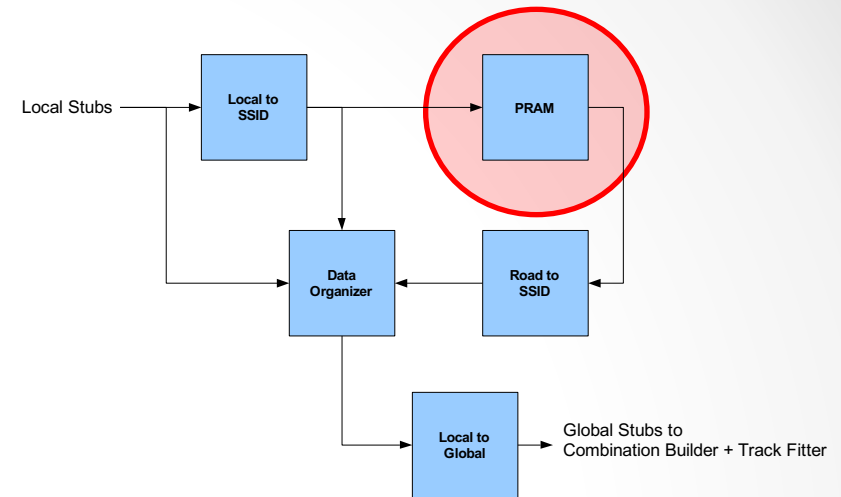 Local Stubs
Local to
SSID
PRAM
Data
Organizer
Road to
SSID
Local to
Global
Global Stubs to
Combination Builder + Track Fitter